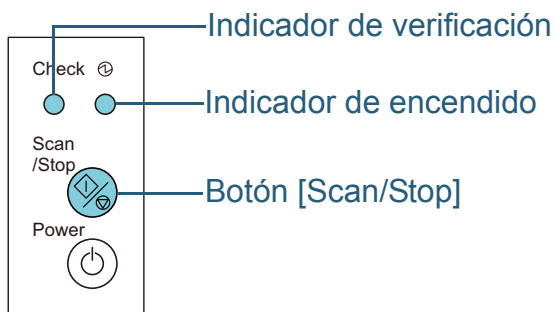 Indicador de verificación
Check
Indicador de encendido
Scan
/Stop
Botón [Scan/Stop]
Power